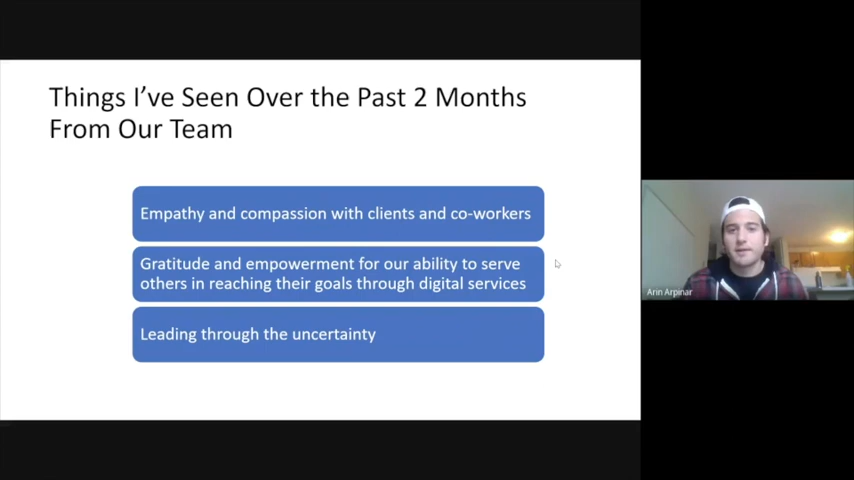 Things I've Seen Over the Past 2 Months
From Our Team
Empathy and compassion with clients and co-workers
Gratitude and empowerment for our ability to serve
others in reaching their goals through digital services
Leading through the uncertainty
Arin Arpinar